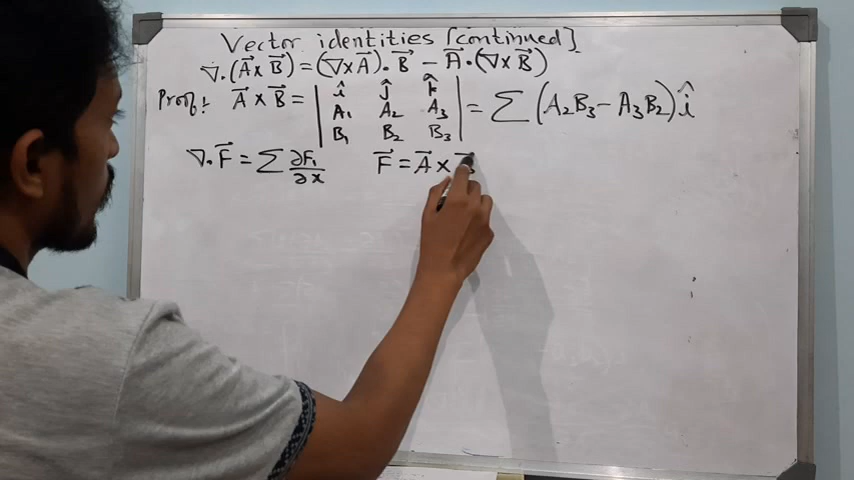 Vector identities [continued]
∇.(A⃗ x B⃗) = (∇x A⃗).B⃗ − A⃗.(∇x B⃗)
Proof: A⃗ x B⃗ = | î ĵ k̂ | = ∑ (A₂B₃ − A₃B₂) î
| A₁ A₂ A₃ |
| B₁ B₂ B₃ |
∇.F⃗ = ∑ ∂F₁/∂x F⃗ = A⃗ x